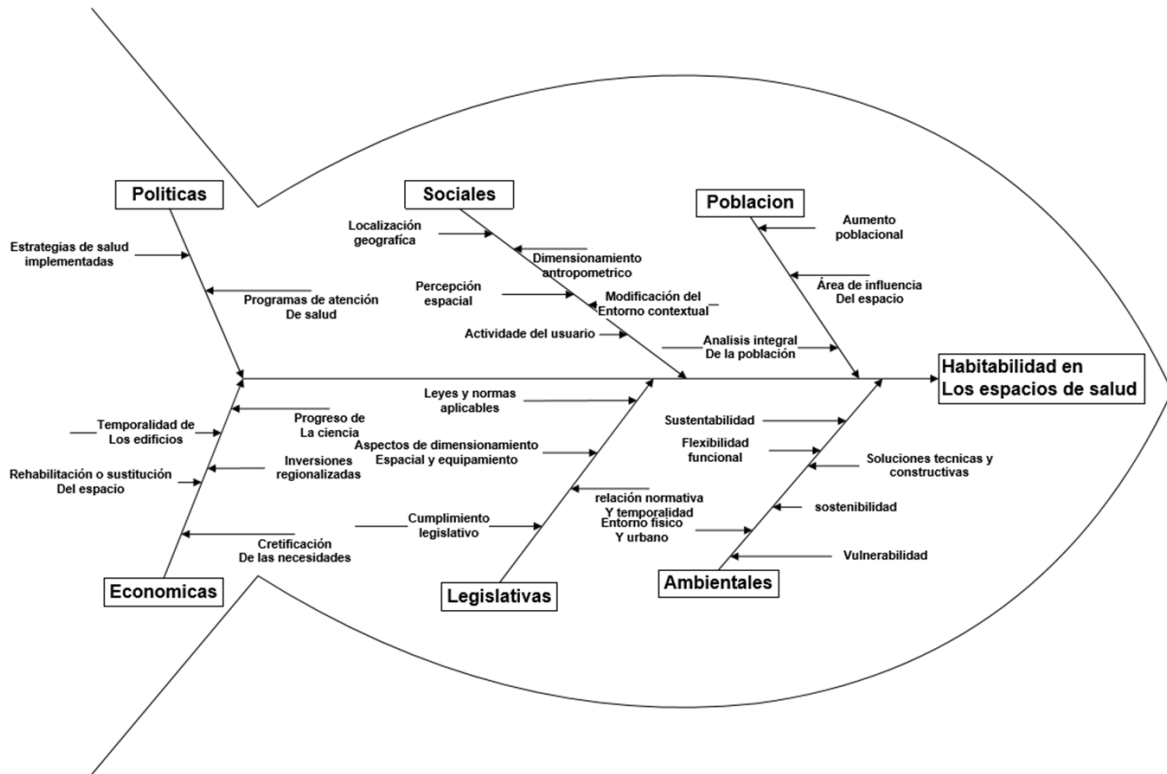 Politicas
Estrategias de salud
implementadas
Programas de atención
De salud
Sociales
Localización
geografíca
Dimensionamiento
antropometrico
Percepción
espacial
Modificación del
Entorno contextual
Actividade del usuario
Poblacion
Aumento
poblacional
Área de influencia
Del espacio
Analisis integral
De la población
Habitabilidad en
Los espacios de salud
Progreso de
La ciencia
Temporalidad de
Los edificios
Inversiones
regionalizadas
Rehabilitación o sustitución
Del espacio
Cretificación
De las necesidades
Economicas
Leyes y normas
aplicables
Aspectos de dimensionamiento
Espacial y equipamiento
relación normativa
Y temporalidad
Cumplimiento
legislativo
Legislativas
Sustentabilidad
Flexibilidad
funcional
Soluciones tecnicas y
constructivas
sostenibilidad
Entorno fisico
Y urbano
Vulnerabilidad
Ambientales